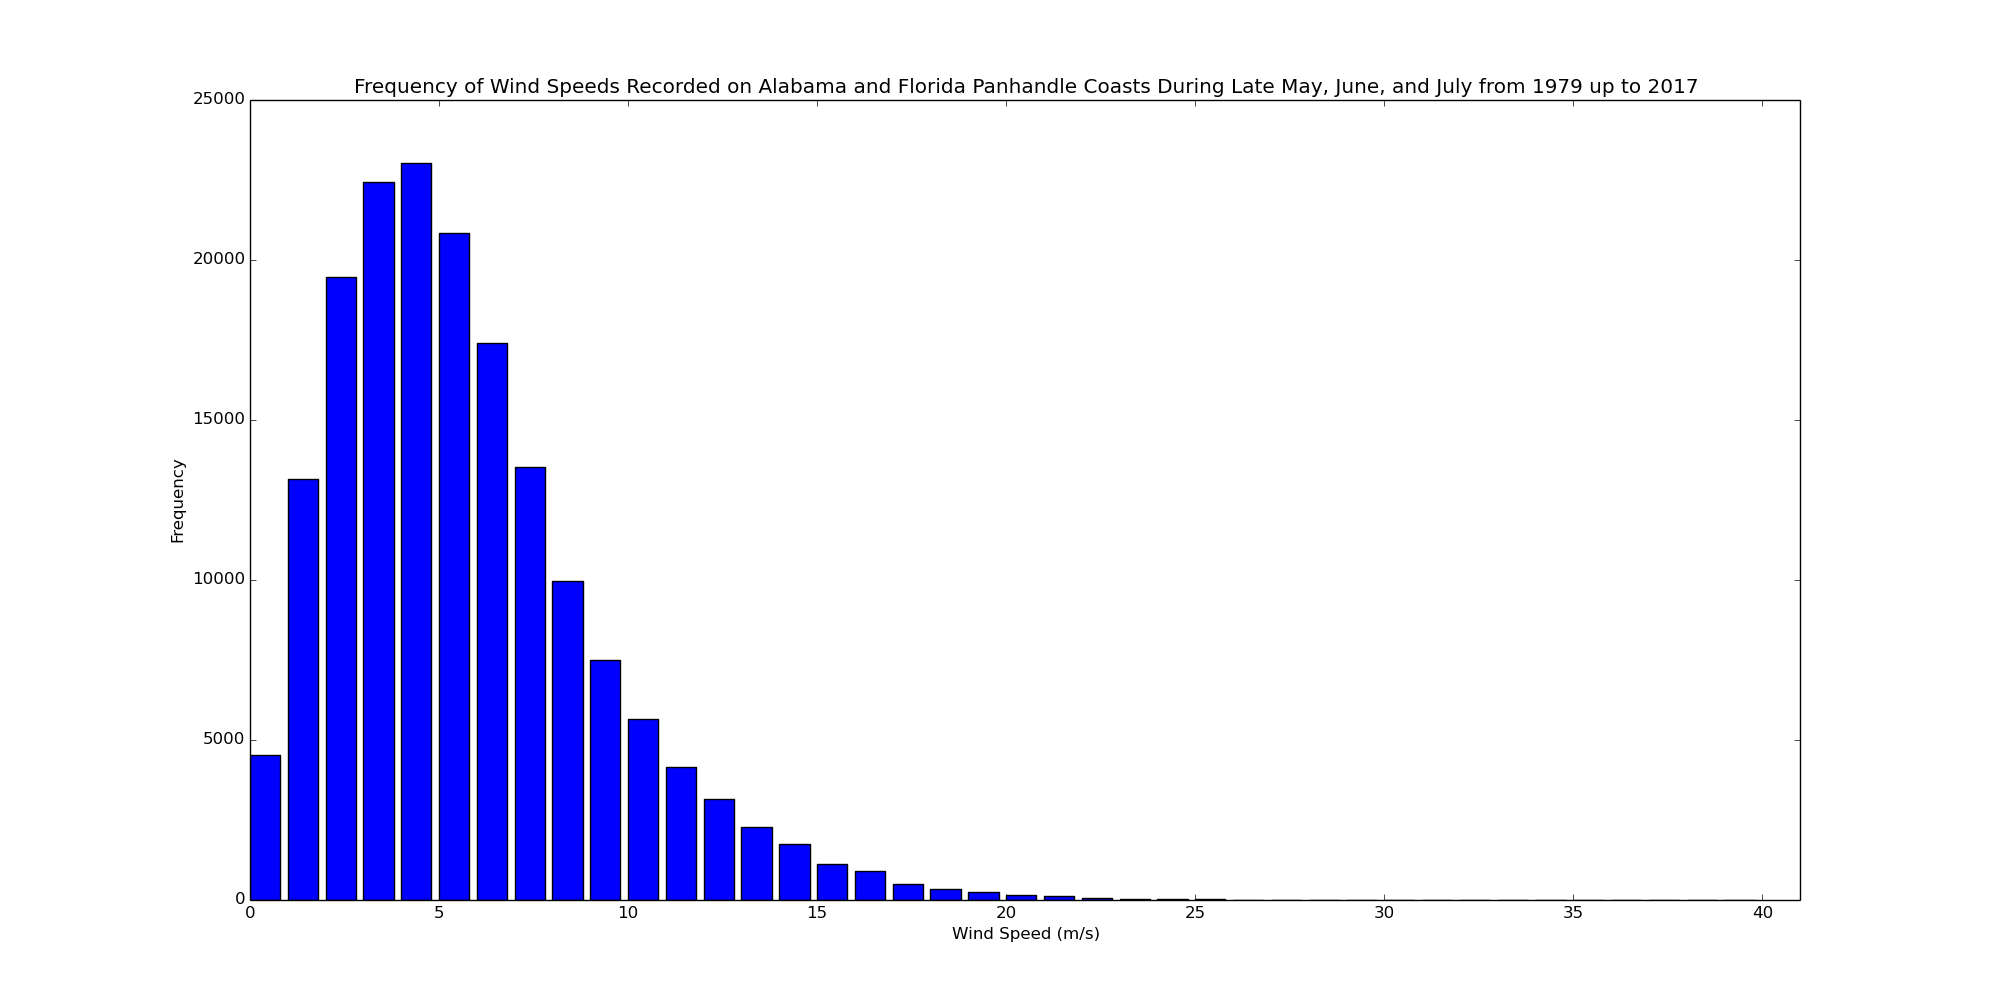 Frequency of Wind Speeds Recorded on Alabama and Florida Panhandle Coasts During Late May, June, and July from 1979 up to 2017
25000
20000
15000
10000
5000
0
Frequency
0 5 10 15 20 25 30 35 40
Wind Speed (m/s)